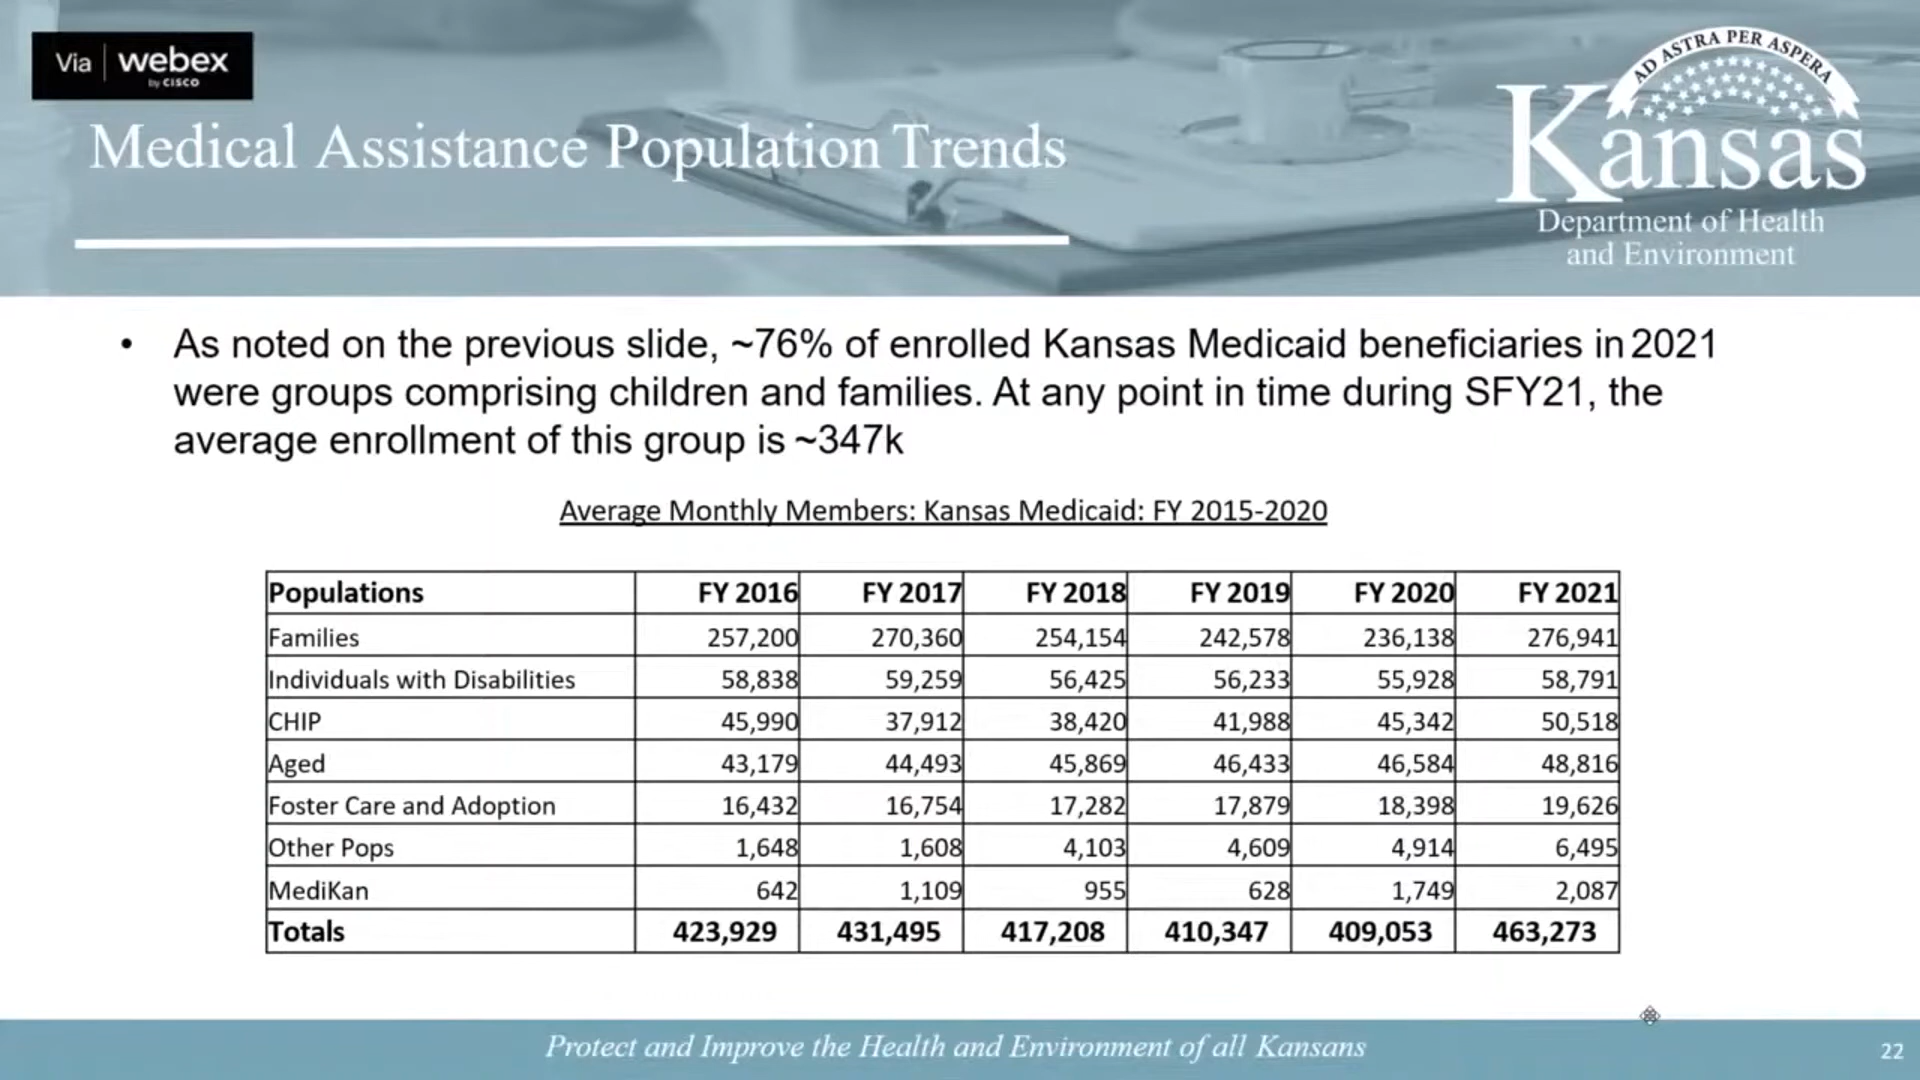 Via webex
by CISCO
AD ASTRA PER ASPERA
Kansas
Department of Health
and Environment
Medical Assistance Population Trends
• As noted on the previous slide, ~76% of enrolled Kansas Medicaid beneficiaries in 2021
were groups comprising children and families. At any point in time during SFY21, the
average enrollment of this group is ~347k
Average Monthly Members: Kansas Medicaid: FY 2015-2020
Populations FY 2016 FY 2017 FY 2018 FY 2019 FY 2020 FY 2021
Families 257,200 270,360 254,154 242,578 236,138 276,941
Individuals with Disabilities 58,838 59,259 56,425 56,233 55,928 58,791
CHIP 45,990 37,912 38,420 41,988 45,342 50,518
Aged 43,179 44,493 45,869 46,433 46,584 48,816
Foster Care and Adoption 16,432 16,754 17,282 17,879 18,398 19,626
Other Pops 1,648 1,608 4,103 4,609 4,914 6,495
MediKan 642 1,109 955 628 1,749 2,087
Totals 423,929 431,495 417,208 410,347 409,053 463,273
Protect and Improve the Health and Environment of all Kansans
22